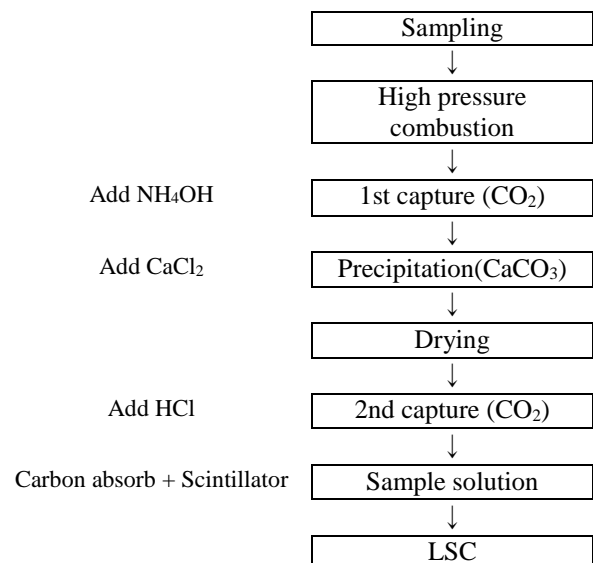 Sampling
↓
High pressure
combustion
↓
Add NH₄OH
1st capture (CO₂)
↓
Add CaCl₂
Precipitation(CaCO₃)
↓
Drying
↓
Add HCl
2nd capture (CO₂)
↓
Carbon absorb + Scintillator
Sample solution
↓
LSC